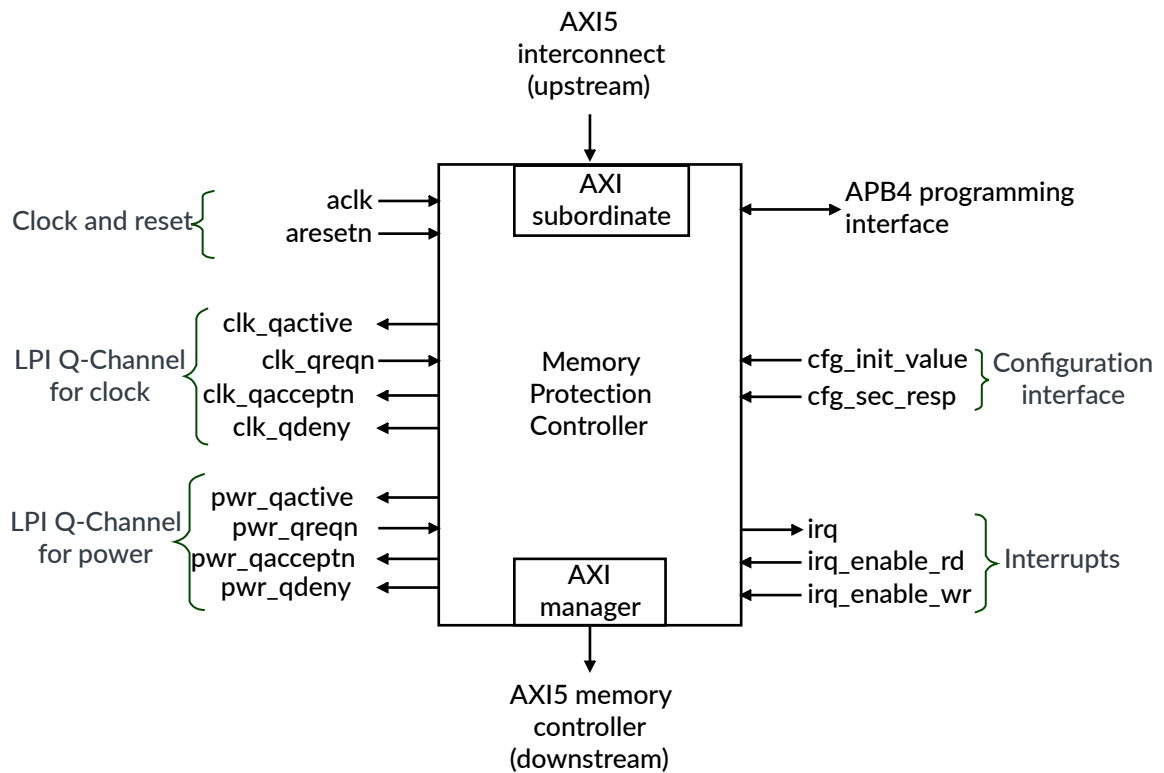 AXI5
interconnect
(upstream)
AXI
subordinate
aclk
aresetn
Clock and reset
APB4 programming
interface
clk_qactive
clk_qreqn
clk_qacceptn
clk_qdeny
LPI Q-Channel
for clock
Memory
Protection
Controller
cfg_init_value
cfg_sec_resp
Configuration
interface
pwr_qactive
pwr_qreqn
pwr_qacceptn
pwr_qdeny
LPI Q-Channel
for power
irq
irq_enable_rd
irq_enable_wr
Interrupts
AXI
manager
AXI5 memory
controller
(downstream)